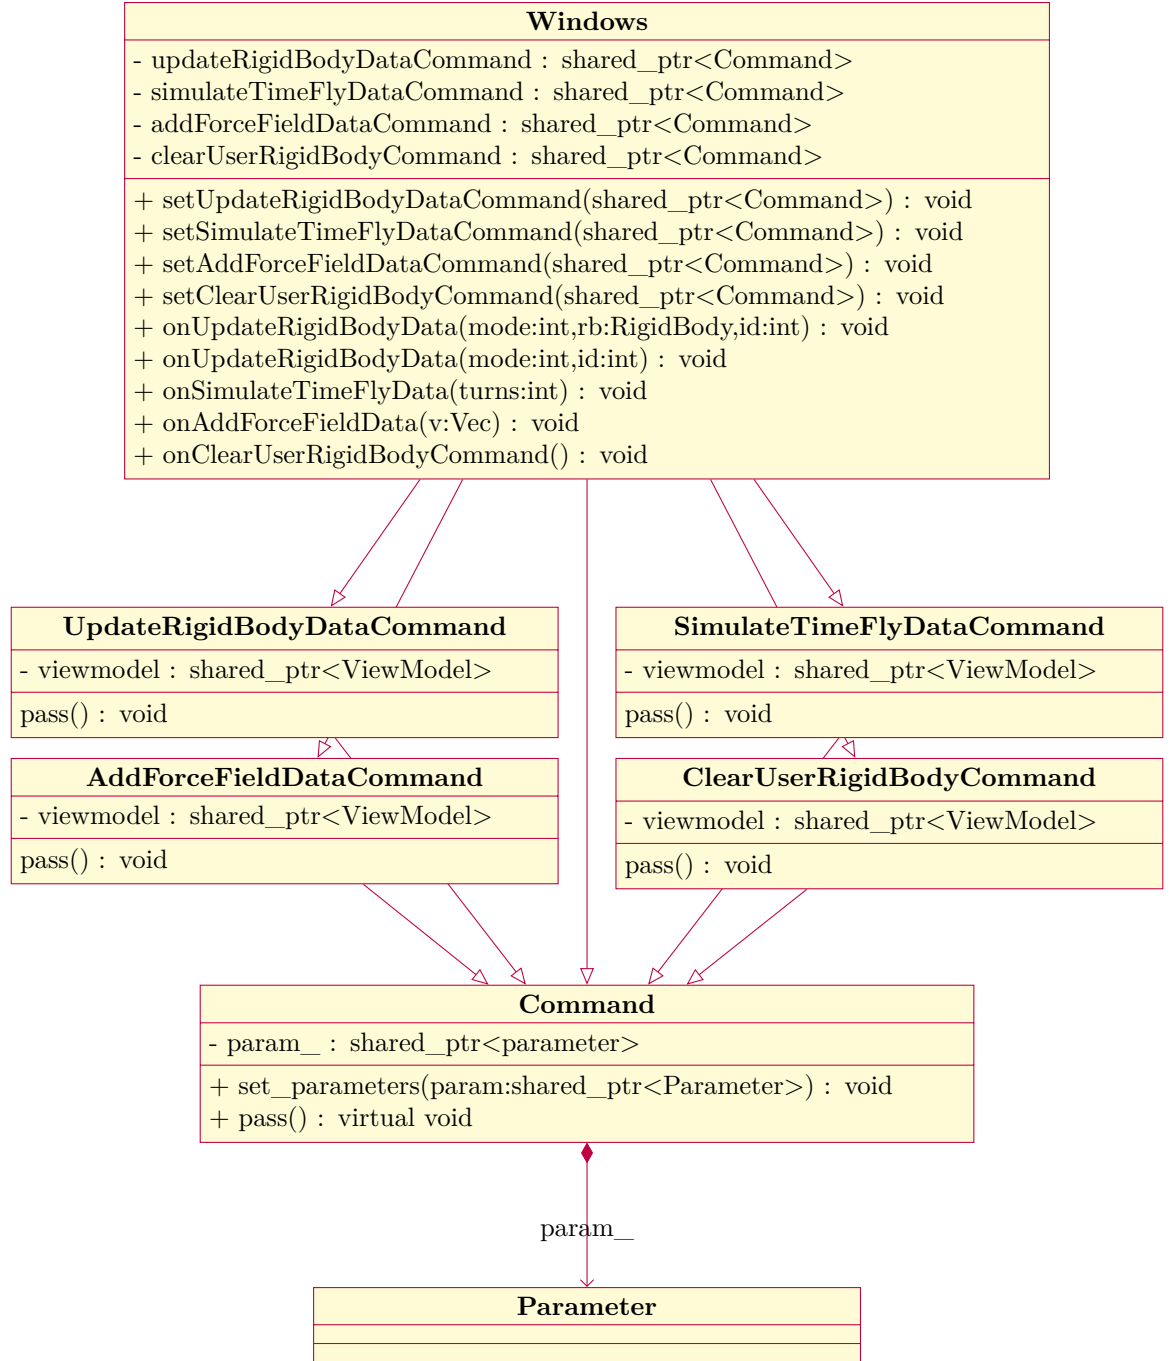 Windows
- updateRigidBodyDataCommand : shared_ptr<Command>
- simulateTimeFlyDataCommand : shared_ptr<Command>
- addForceFieldDataCommand : shared_ptr<Command>
- clearUserRigidBodyCommand : shared_ptr<Command>
+ setUpdateRigidBodyDataCommand(shared_ptr<Command>) : void
+ setSimulateTimeFlyDataCommand(shared_ptr<Command>) : void
+ setAddForceFieldDataCommand(shared_ptr<Command>) : void
+ setClearUserRigidBodyCommand(shared_ptr<Command>) : void
+ onUpdateRigidBodyData(mode:int,rb:RigidBody,id:int) : void
+ onUpdateRigidBodyData(mode:int,id:int) : void
+ onSimulateTimeFlyData(turns:int) : void
+ onAddForceFieldData(v:Vec) : void
+ onClearUserRigidBodyCommand() : void
UpdateRigidBodyDataCommand
- viewmodel : shared_ptr<ViewModel>
pass() : void
SimulateTimeFlyDataCommand
- viewmodel : shared_ptr<ViewModel>
pass() : void
AddForceFieldDataCommand
- viewmodel : shared_ptr<ViewModel>
pass() : void
ClearUserRigidBodyCommand
- viewmodel : shared_ptr<ViewModel>
pass() : void
Command
- param_ : shared_ptr<parameter>
+ set_parameters(param:shared_ptr<Parameter>) : void
+ pass() : virtual void
param_
Parameter